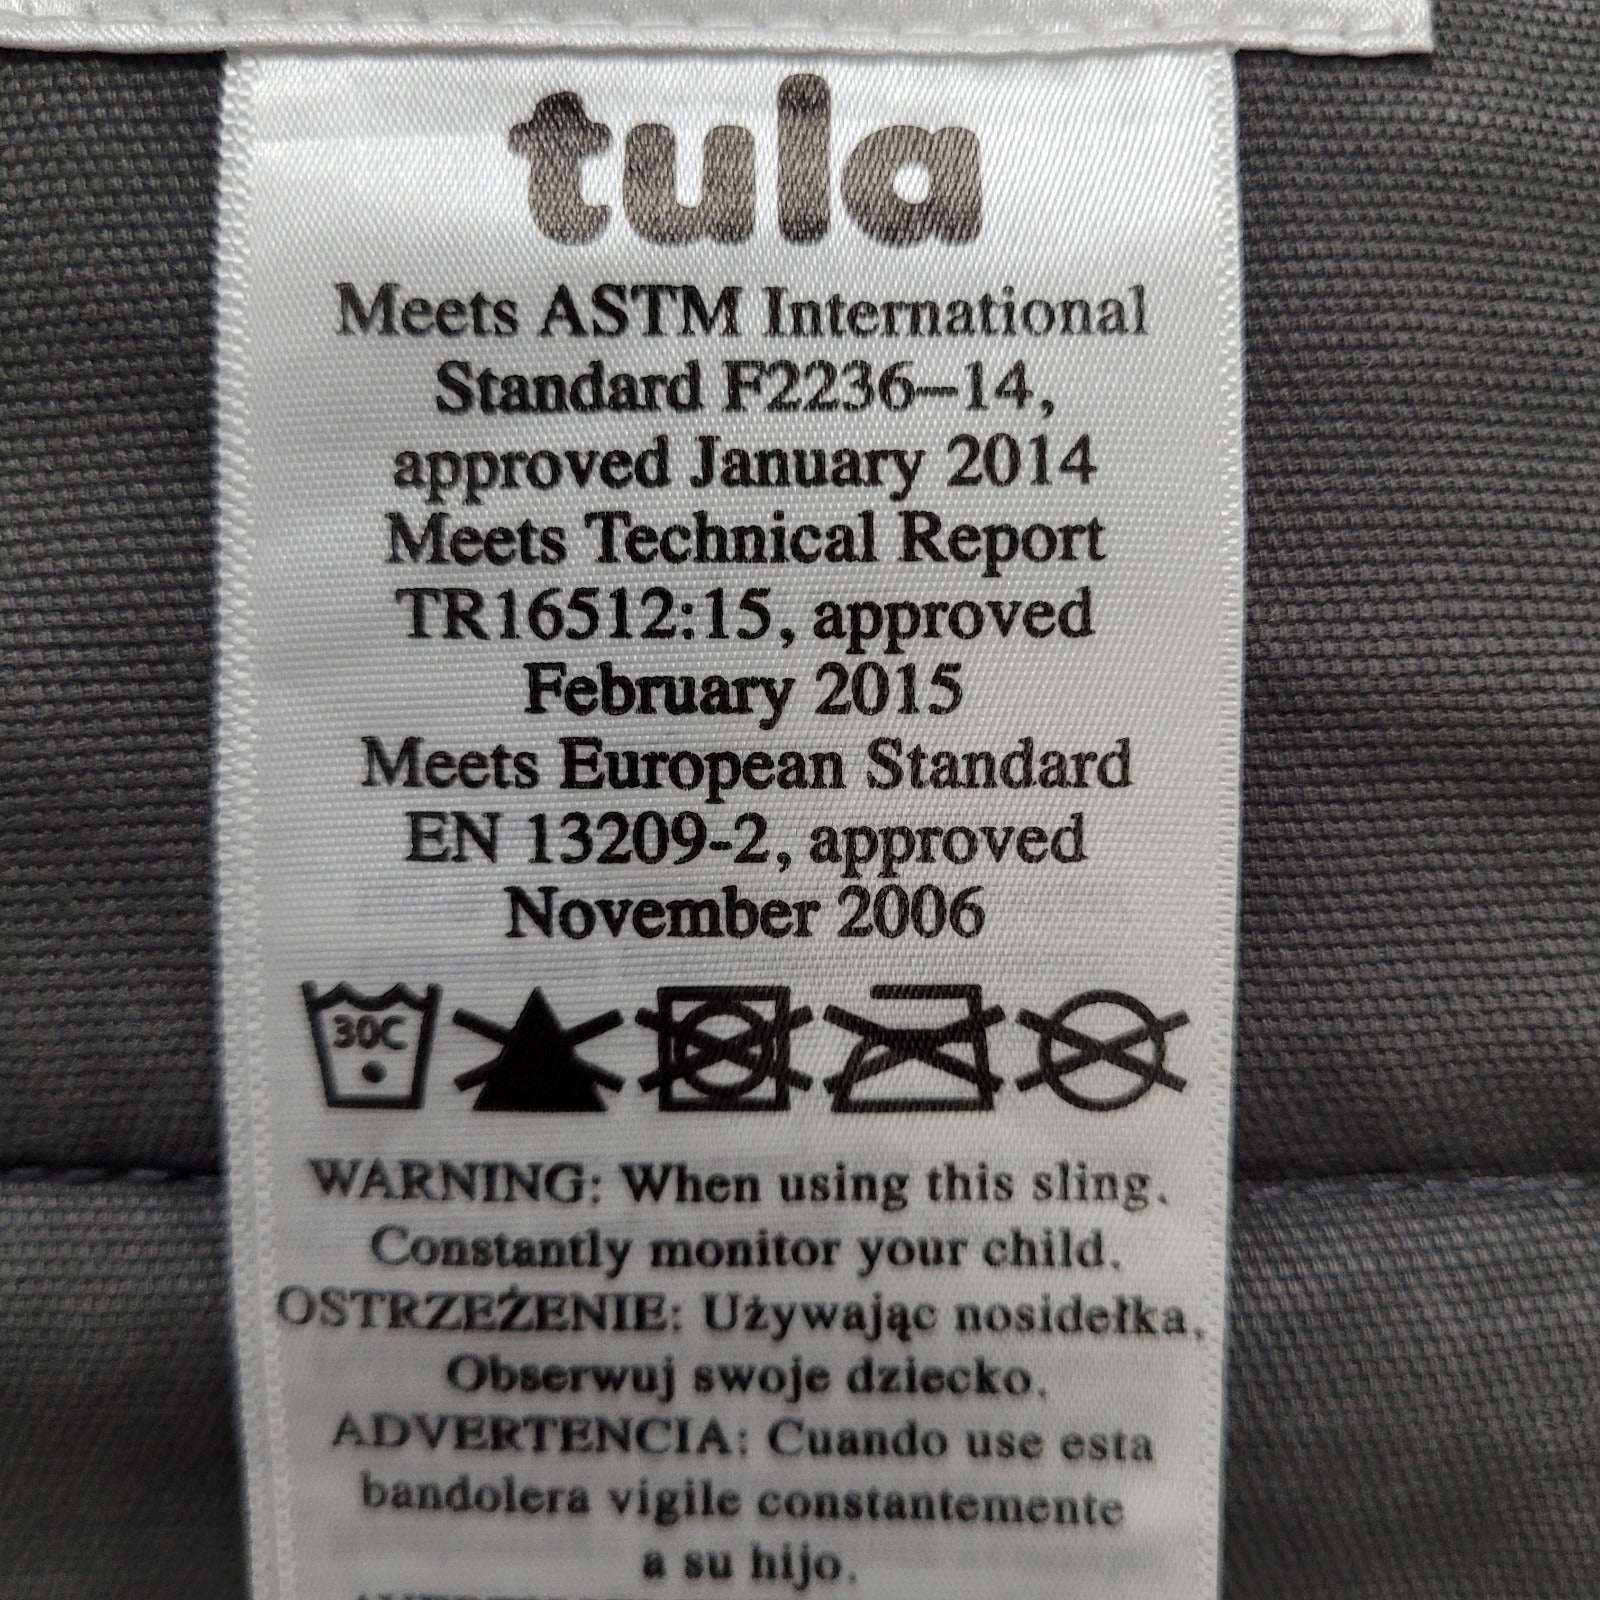 tula
Meets ASTM International
Standard F2236–14,
approved January 2014
Meets Technical Report
TR16512:15, approved
February 2015
Meets European Standard
EN 13209-2, approved
November 2006
30C
WARNING: When using this sling.
Constantly monitor your child.
OSTRZEŻENIE: Używając nosidełka,
Obserwuj swoje dziecko.
ADVERTENCIA: Cuando use esta
bandolera vigile constantemente
a su hijo.